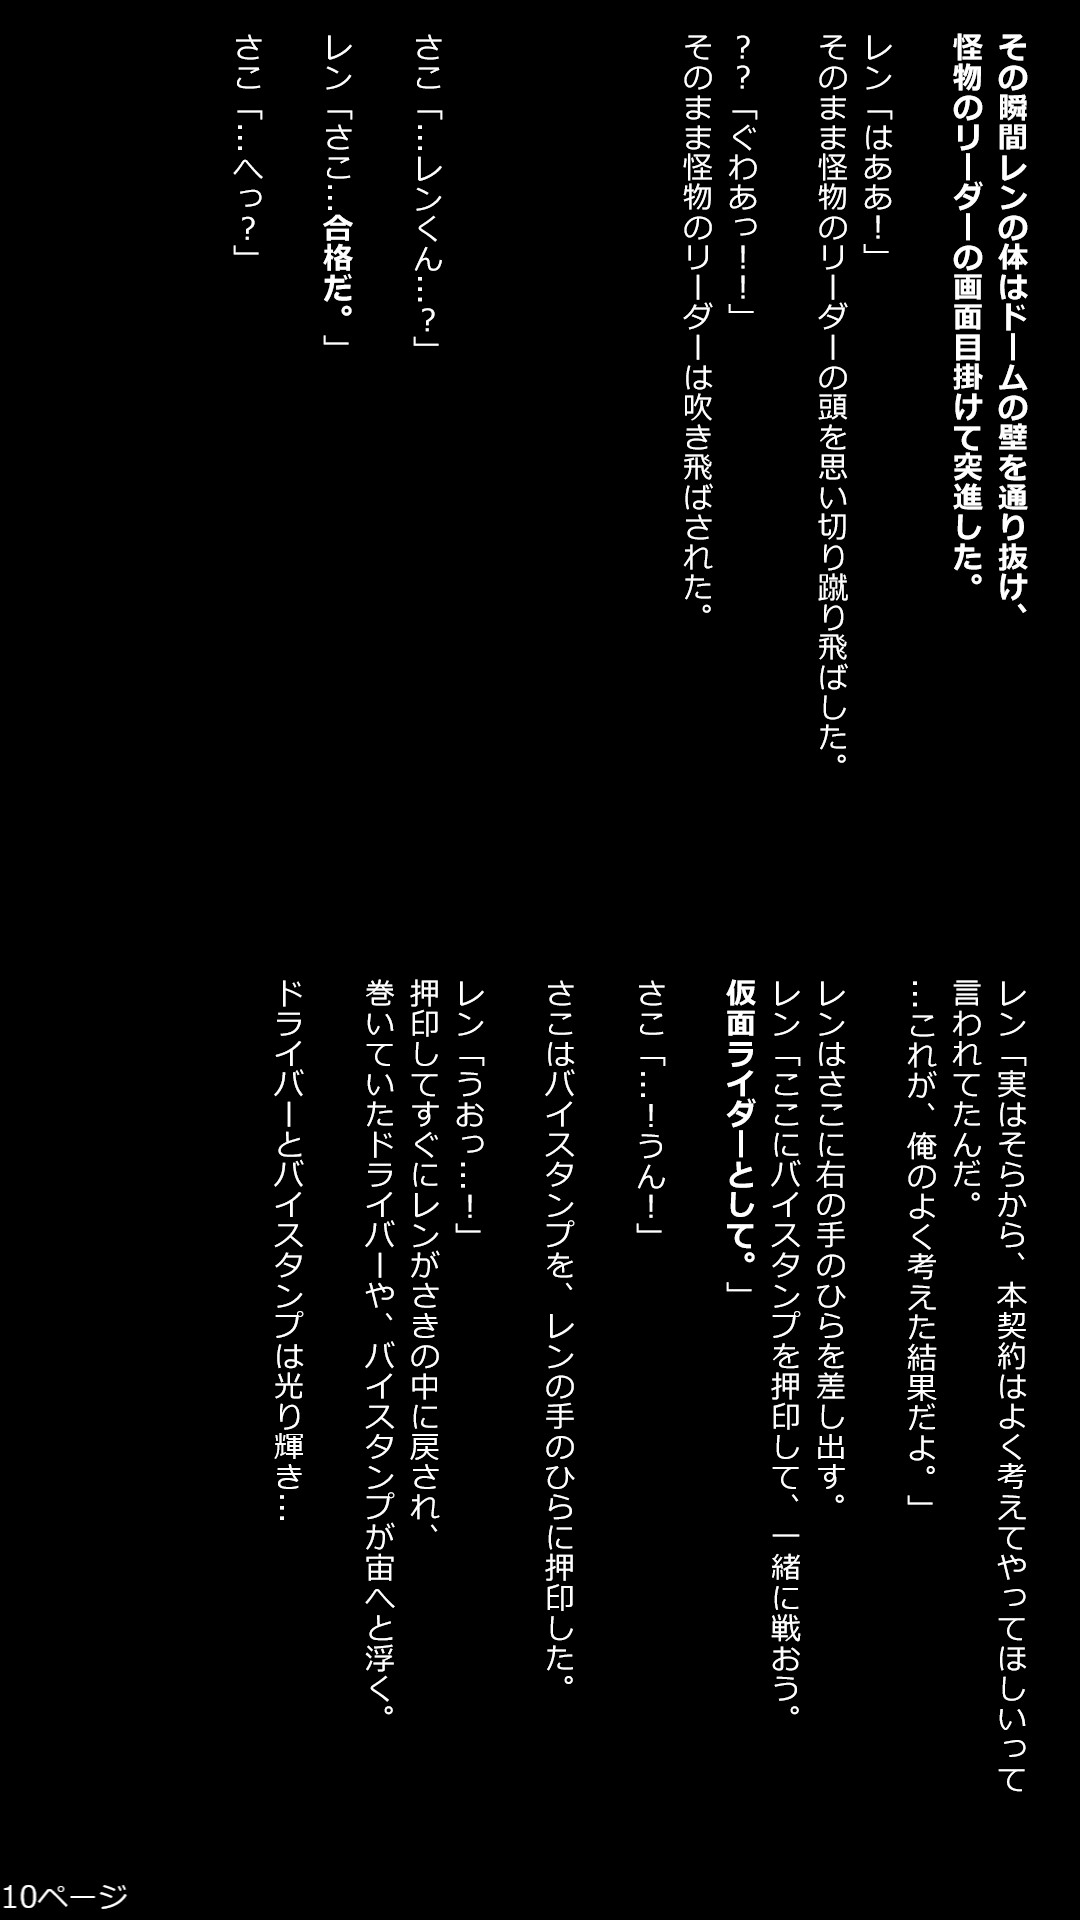 その瞬間レンの体はドームの壁を通り抜け、
怪物のリーダーの画面目掛けて突進した。
レン「はああ！」
そのまま怪物のリーダーの頭を思い切り蹴り飛ばした。
？？「ぐわあっ！！」
そのまま怪物のリーダーは吹き飛ばされた。
さこ「…レンくん…？」
レン「さこ…合格だ。」
さこ「…へっ？」
レン「実はそらから、本契約はよく考えてやってほしいって
言われてたんだ。
…これが、俺のよく考えた結果だよ。」
レンはさこに右の手のひらを差し出す。
レン「ここにバイスタンプを押印して、一緒に戦おう。
仮面ライダーとして。」
さこ「…！うん！」
さこはバイスタンプを、レンの手のひらに押印した。
レン「うおっ…！」
押印してすぐにレンがさきの中に戻され、
巻いていたドライバーや、バイスタンプが宙へと浮く。
ドライバーとバイスタンプは光り輝き…
10ページ